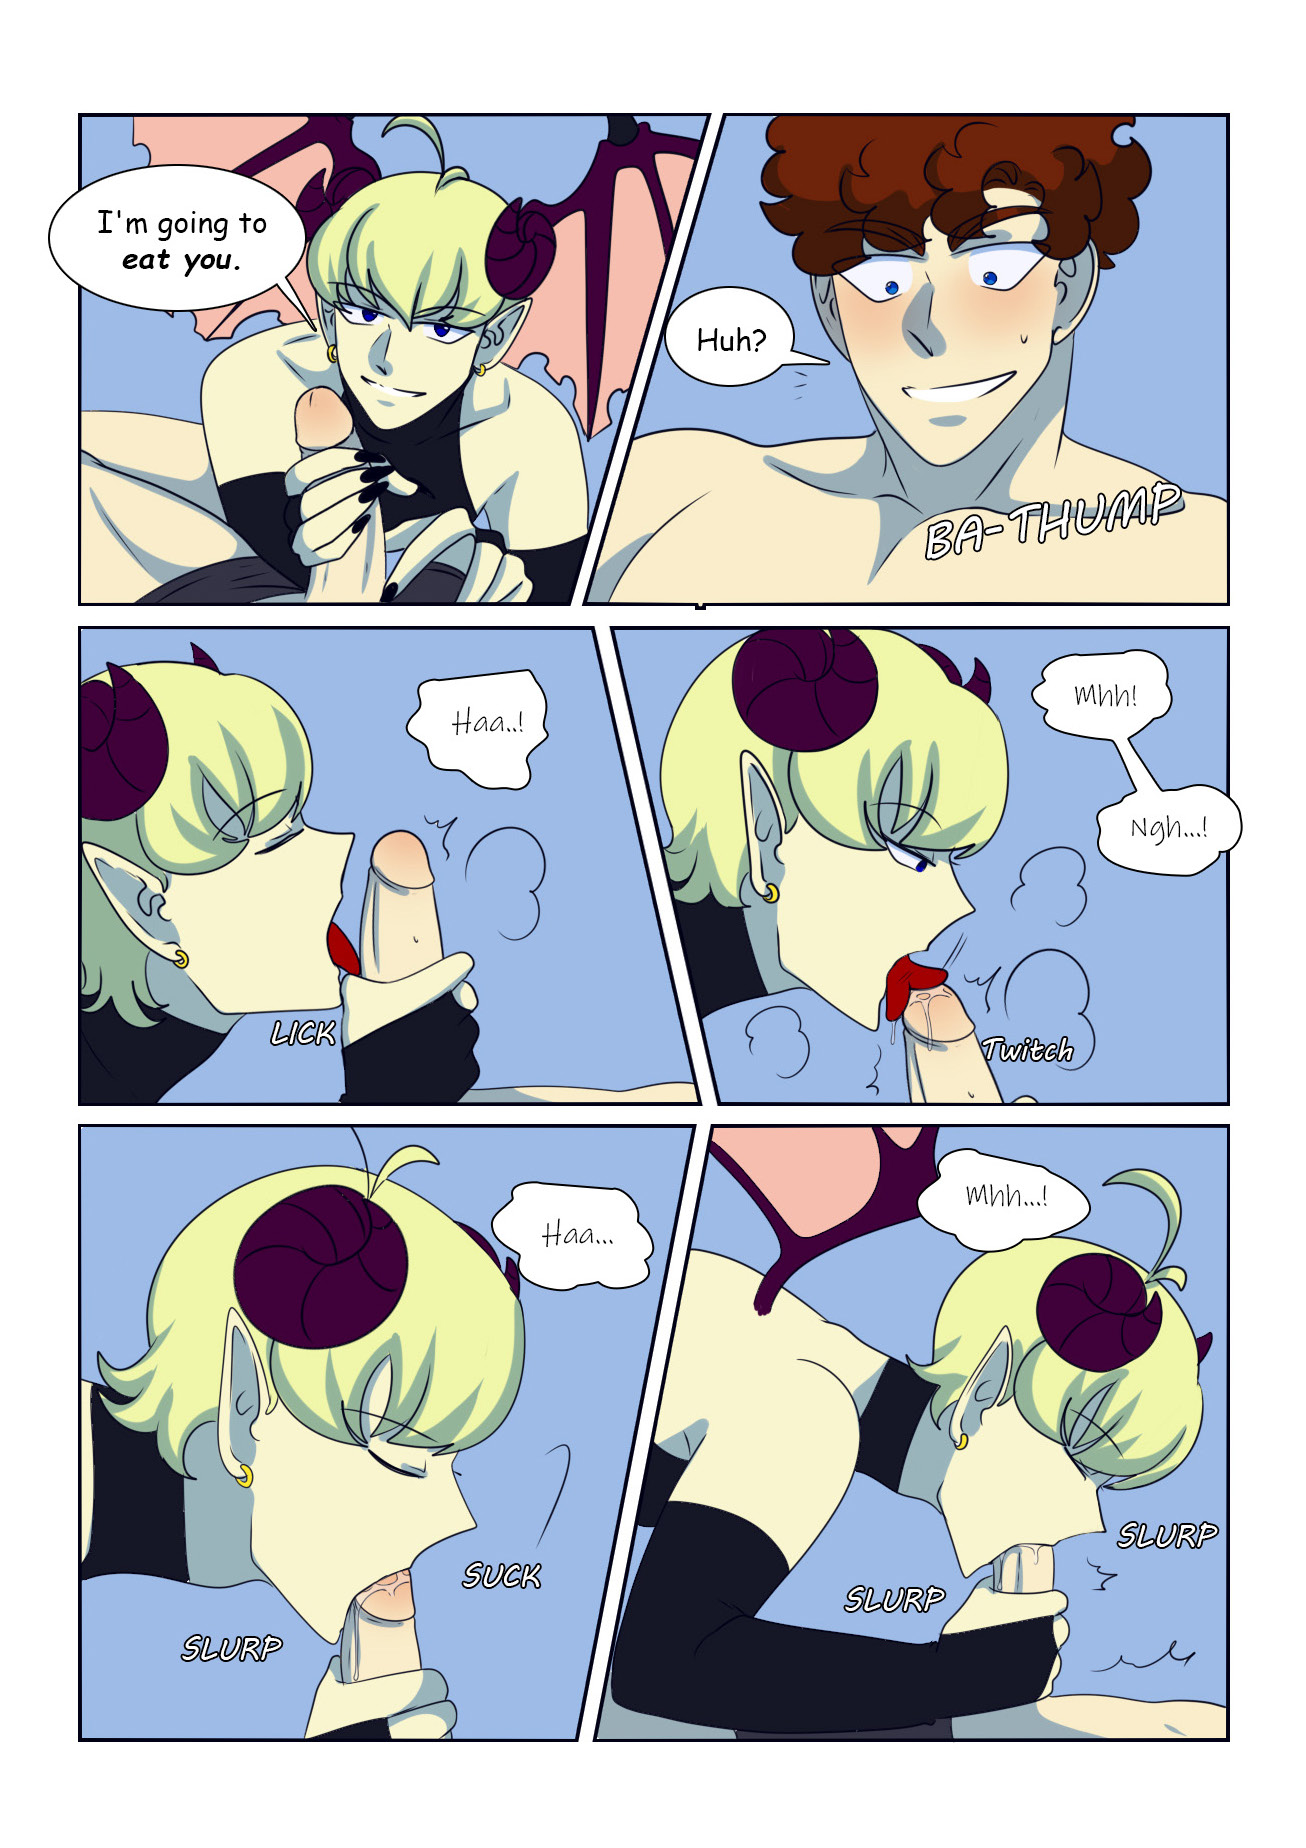 I'm going to
eat you.
Huh?
BA-THUMP
Haa..!
LICK
Mhh!
Ngh...!
Twitch
Haa...
SUCK
SLURP
Mhh...!
SLURP
SLURP